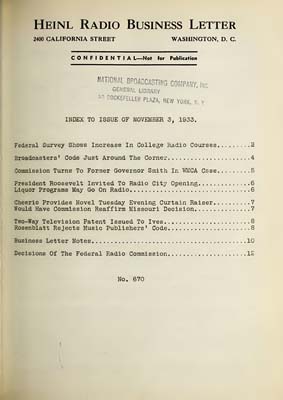 HEINL RADIO BUSINESS LETTER
2400 CALIFORNIA STREET WASHINGTON, D. C.
CONFIDENTIAL—Not for Publication
NATIONAL BROADCASTING COMPANY, INC
GENERAL LIBRARY
30 ROCKEFELLER PLAZA, NEW YORK, N. Y.
INDEX TO ISSUE OF NOVEMBER 3, 1933.
Federal Survey Shows Increase In College Radio Courses........2
Broadcasters' Code Just Around The Corner.....................4
Commission Turns To Former Governor Smith In WNCA Case........5
President Roosevelt Invited To Radio City Opening.............6
Liquor Programs May Go On Radio...............................6
Cheerio Provides Novel Tuesday Evening Curtain Raiser.........7
Would Have Commission Reaffirm Missouri Decision..............7
Two-Way Television Patent Issued To Ives......................8
Rosenblatt Rejects Music Publishers' Code.....................8
Business Letter Notes........................................10
Decisions Of The Federal Radio Commission....................12
No. 670